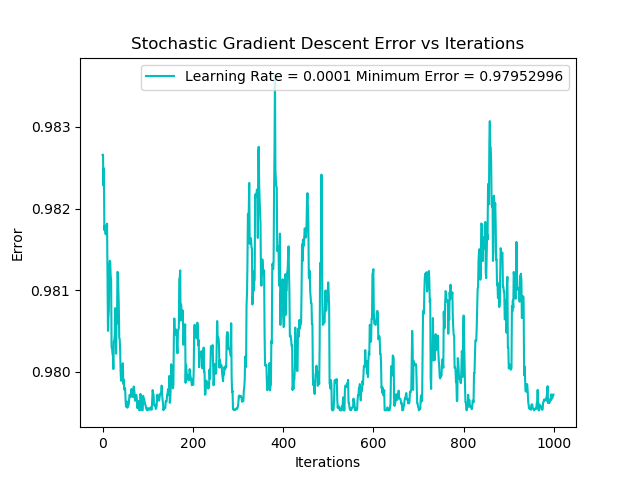 Stochastic Gradient Descent Error vs Iterations
Learning Rate = 0.0001 Minimum Error = 0.97952996
0.983
0.982
0.981
0.980
Error
0
200
400
600
800
1000
Iterations